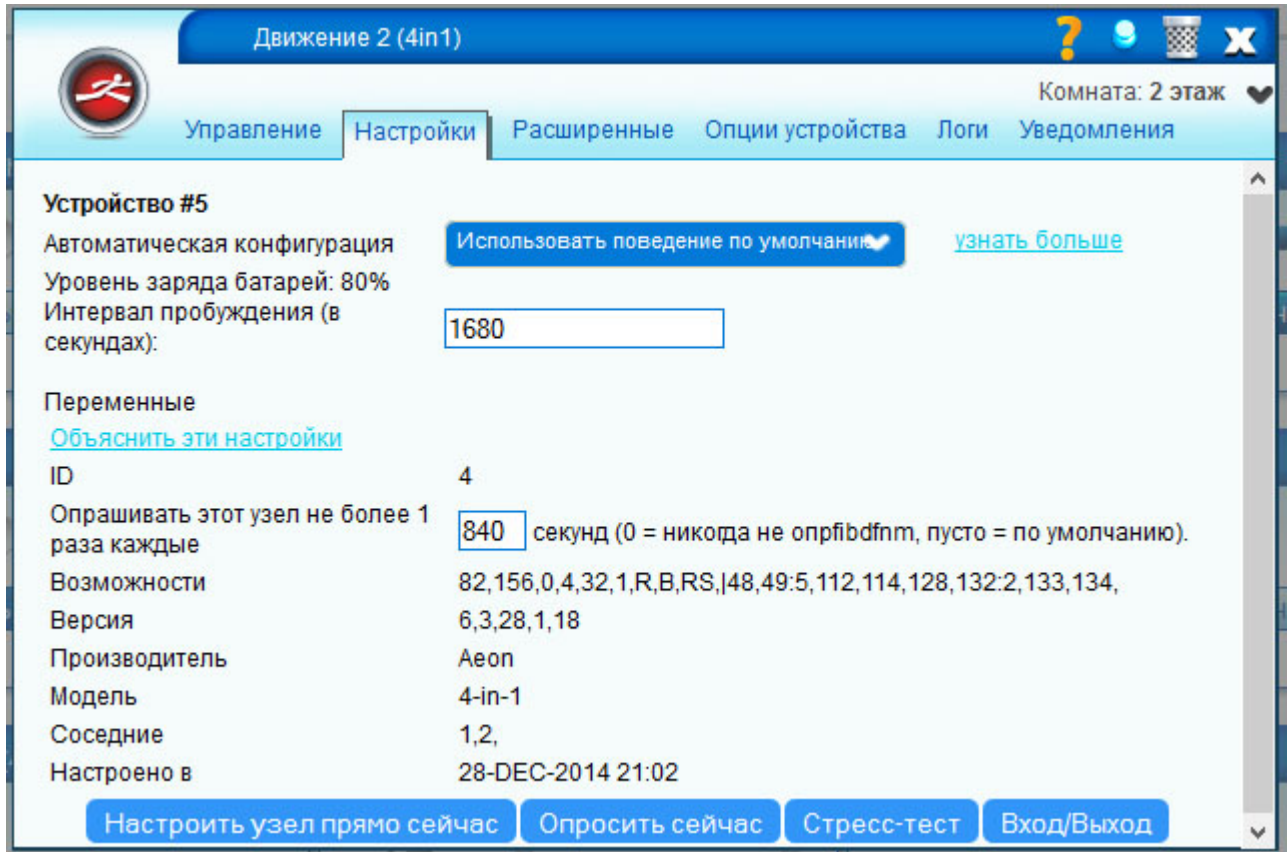 Движение 2 (4in1)
Комната: 2 этаж
Управление Настройки Расширенные Опции устройства Логи Уведомления
Устройство #5
Автоматическая конфигурация Использовать поведение по умолчанию узнать больше
Уровень заряда батарей: 80%
Интервал пробуждения (в
секундах): 1680
Переменные
Объяснить эти настройки
ID 4
Опрашивать этот узел не более 1
раза каждые 840 секунд (0 = никогда не опрfibdfnm, пусто = по умолчанию).
Возможности 82,156,0,4,32,1,R,B,RS,|48,49:5,112,114,128,132:2,133,134,
Версия 6,3,28,1,18
Производитель Aeon
Модель 4-in-1
Соседние 1,2,
Настроено в 28-DEC-2014 21:02
Настроить узел прямо сейчас Опросить сейчас Стресс-тест Вход/Выход